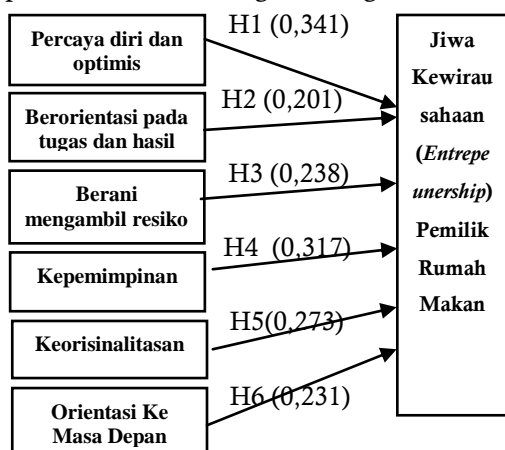 H1 (0,341)
Percaya diri dan
optimis
H2 (0,201)
Berorientasi pada
tugas dan hasil
H3 (0,238)
Berani
mengambil resiko
H4 (0,317)
Kepemimpinan
H5(0,273)
Keorisinalitasan
H6 (0,231)
Orientasi Ke
Masa Depan
Jiwa
Kewirau
sahaan
(Entrepe
unership)
Pemilik
Rumah
Makan